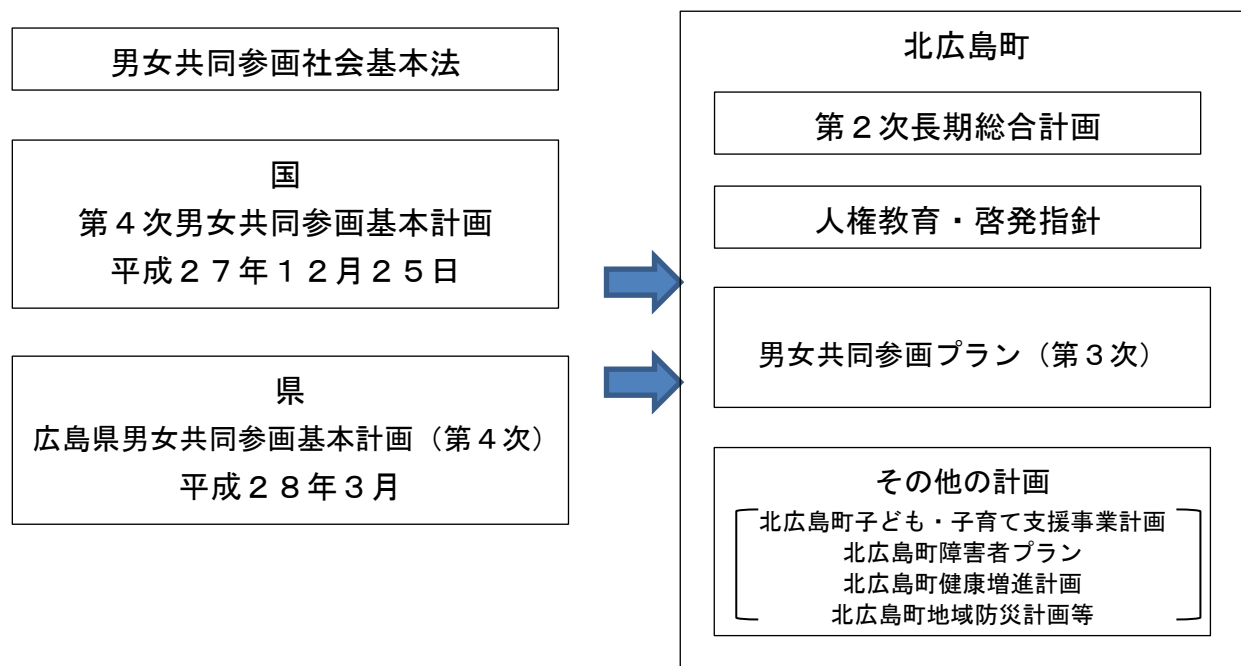 男女共同参画社会基本法
国
第４次男女共同参画基本計画
平成２７年１２月２５日
県
広島県男女共同参画基本計画（第４次）
平成２８年３月
北広島町
第２次長期総合計画
人権教育・啓発指針
男女共同参画プラン（第３次）
その他の計画
北広島町子ども・子育て支援事業計画
北広島町障害者プラン
北広島町健康増進計画
北広島町地域防災計画等